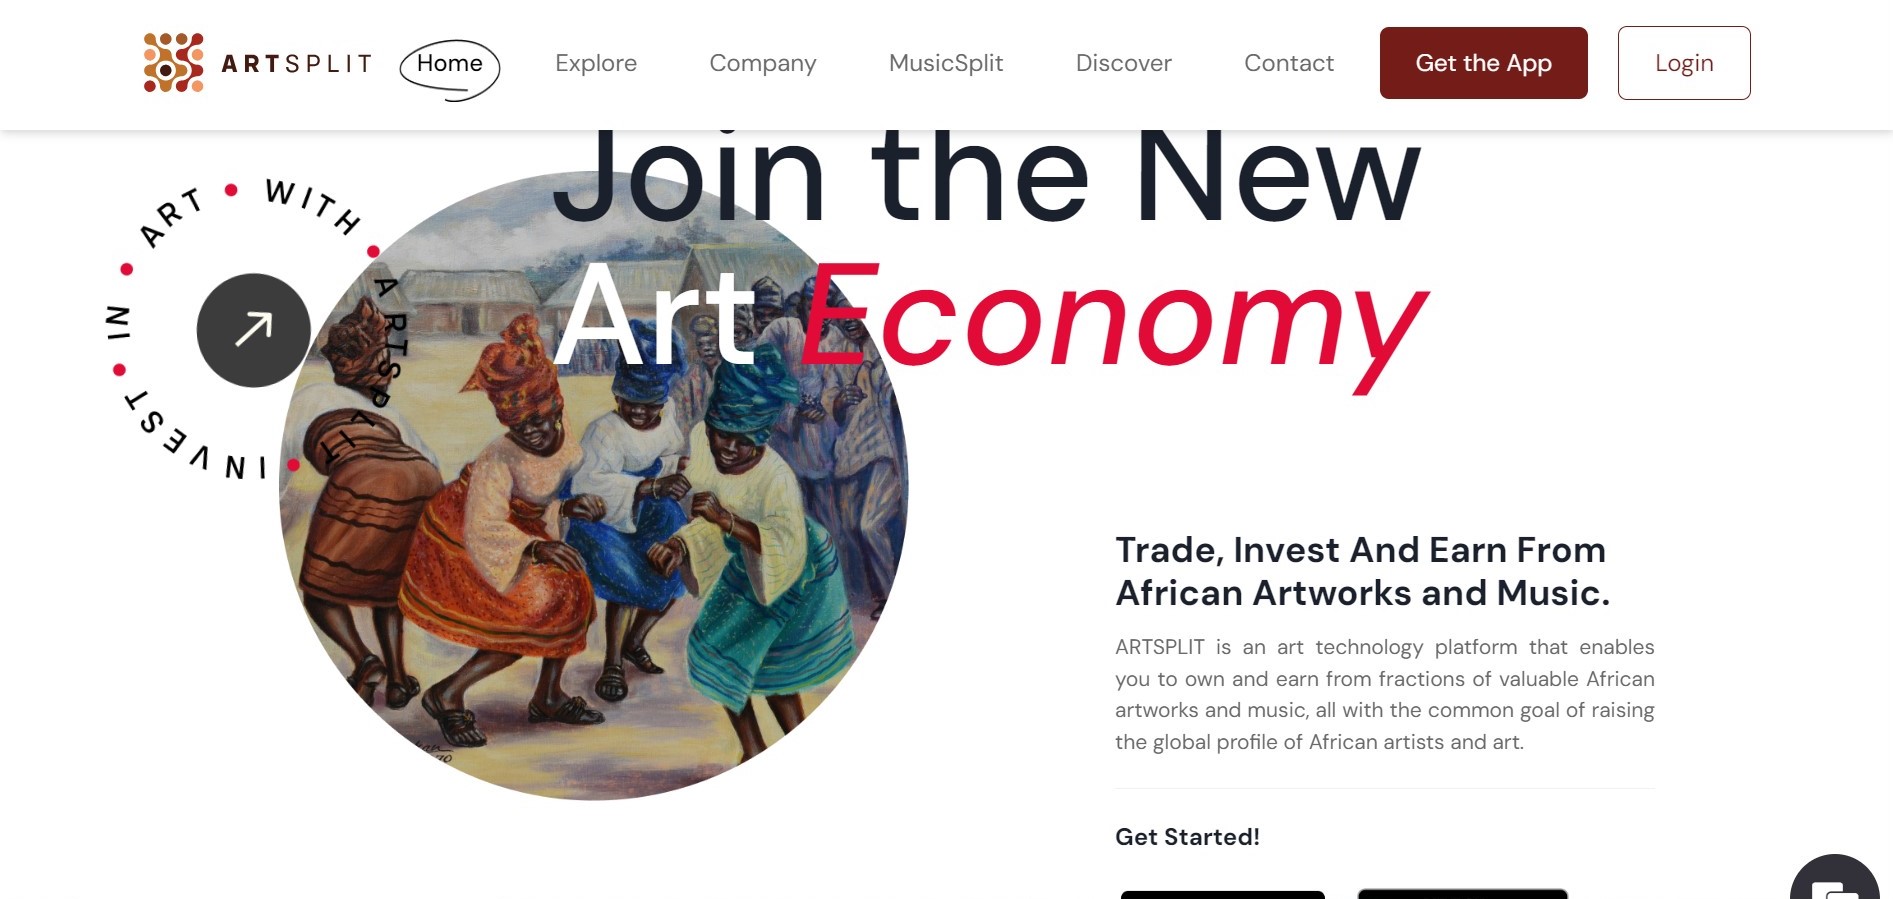 ARTSPLIT
Home
Explore
Company
MusicSplit
Discover
Contact
Get the App
Login
Join the New
Art Economy
INVEST • IN • ART • WITH • ARTSPLIT •
Trade, Invest And Earn From
African Artworks and Music.
ARTSPLIT is an art technology platform that enables
you to own and earn from fractions of valuable African
artworks and music, all with the common goal of raising
the global profile of African artists and art.
Get Started!